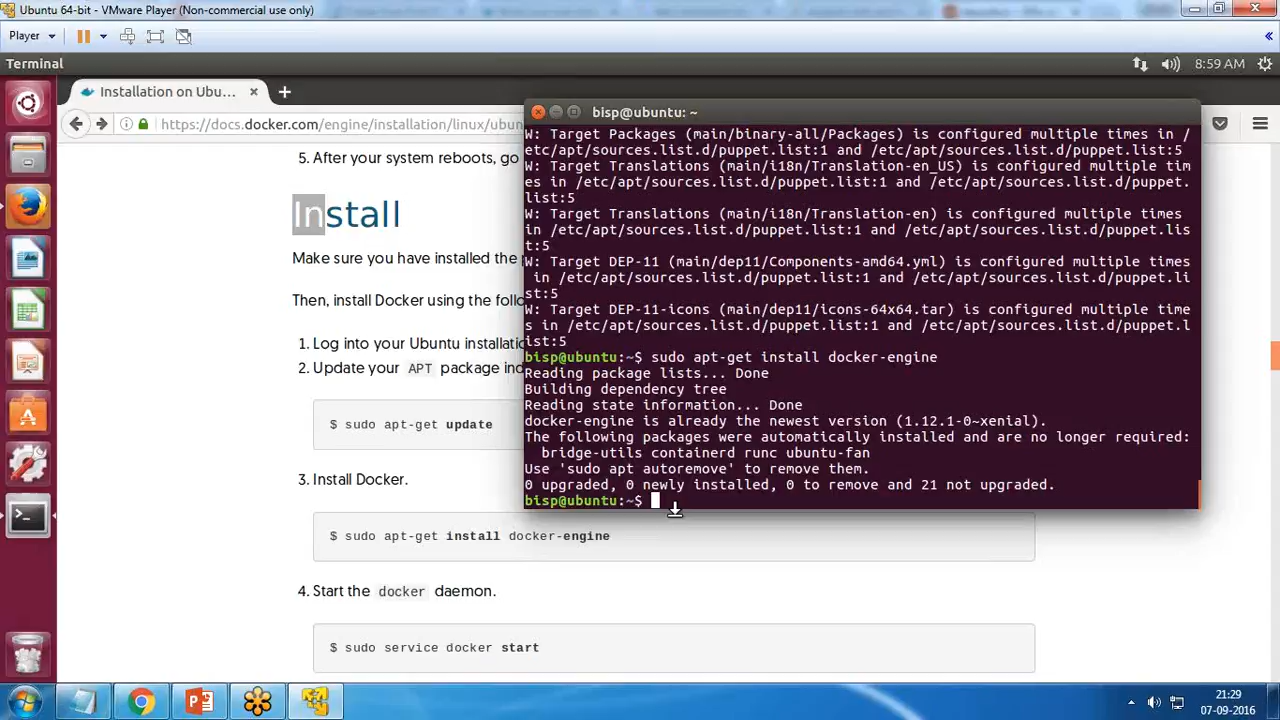 Ubuntu 64-bit - VMware Player (Non-commercial use only)
Player
Terminal
8:59 AM
Installation on Ubu...
https://docs.docker.com/engine/installation/linux/ubun
bisp@ubuntu: ~
5. After your system reboots, go
Install
Make sure you have installed the
Then, install Docker using the follo
1. Log into your Ubuntu installatio
2. Update your APT package ind
$ sudo apt-get update
3. Install Docker.
$ sudo apt-get install docker-engine
4. Start the docker daemon.
$ sudo service docker start
W: Target Packages (main/binary-all/Packages) is configured multiple times in /
etc/apt/sources.list.d/puppet.list:1 and /etc/apt/sources.list.d/puppet.list:5
W: Target Translations (main/i18n/Translation-en_US) is configured multiple tim
es in /etc/apt/sources.list.d/puppet.list:1 and /etc/apt/sources.list.d/puppet.
list:5
W: Target Translations (main/i18n/Translation-en) is configured multiple times
in /etc/apt/sources.list.d/puppet.list:1 and /etc/apt/sources.list.d/puppet.lis
t:5
W: Target DEP-11 (main/dep11/Components-amd64.yml) is configured multiple times
in /etc/apt/sources.list.d/puppet.list:1 and /etc/apt/sources.list.d/puppet.li
st:5
W: Target DEP-11-icons (main/dep11/icons-64x64.tar) is configured multiple time
s in /etc/apt/sources.list.d/puppet.list:1 and /etc/apt/sources.list.d/puppet.l
ist:5
bisp@ubuntu:~$ sudo apt-get install docker-engine
Reading package lists... Done
Building dependency tree
Reading state information... Done
docker-engine is already the newest version (1.12.1-0~xenial).
The following packages were automatically installed and are no longer required:
bridge-utils containerd runc ubuntu-fan
Use 'sudo apt autoremove' to remove them.
0 upgraded, 0 newly installed, 0 to remove and 21 not upgraded.
bisp@ubuntu:~$
21:29
07-09-2016